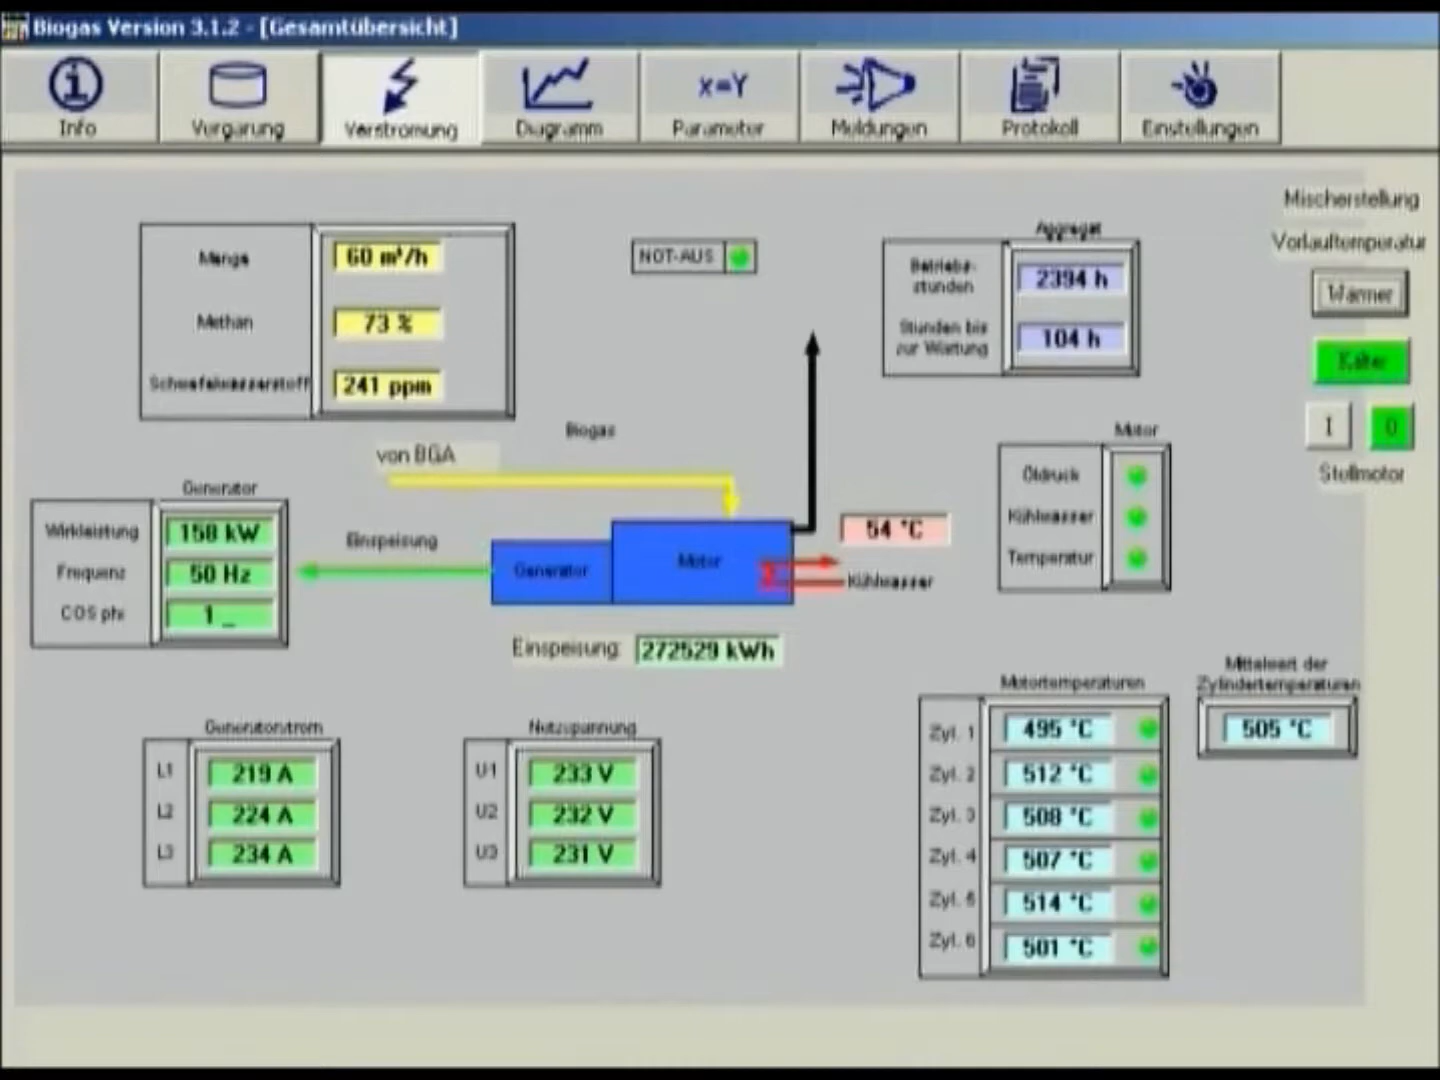 Biogas Version 3.1.2 - [Gesamtübersicht]
Info
Vergärung
Verstromung
Diagramm
X=Y
Parameter
Meldungen
Protokoll
Einstellungen
Menge 60 m³/h
Methan 73 %
Schwefelwasserstoff 241 ppm
NOT-AUS
Aggregat
Betriebs-
stunden 2394 h
Stunden bis
zur Wartung 104 h
Mischerstellung
Vorlauftemperatur
Wärmer
Kälter
I 0
Stellmotor
Biogas
von BGA
Generator
Wirkleistung 158 kW
Frequenz 50 Hz
COS phi 1 _
Einspeisung
Generator
Motor
54 °C
Kühlwasser
Einspeisung: 272529 kWh
Motor
Öldruck
Kühlwasser
Temperatur
Generatorstrom
L1 219 A
L2 224 A
L3 234 A
Netzspannung
U1 233 V
U2 232 V
U3 231 V
Motortemperaturen
Zyl. 1 495 °C
Zyl. 2 512 °C
Zyl. 3 508 °C
Zyl. 4 507 °C
Zyl. 5 514 °C
Zyl. 6 501 °C
Mittelwert der
Zylindertemperaturen
505 °C